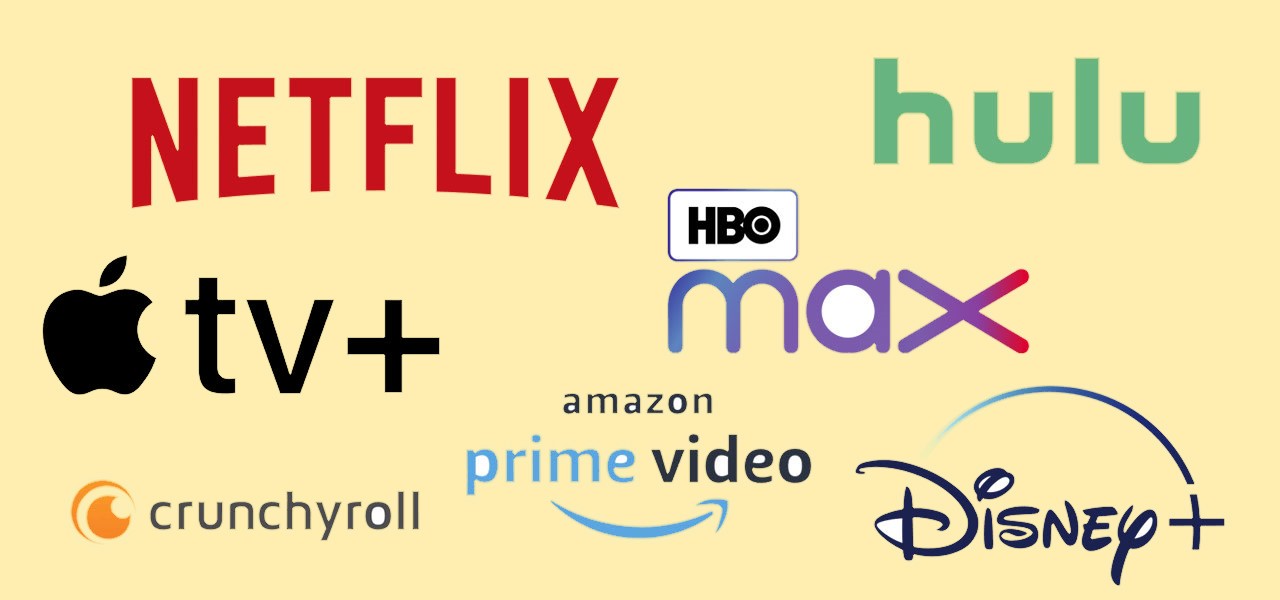 NETFLIX
hulu
HBO
max
tv+
amazon
prime video
crunchyroll
Disney+